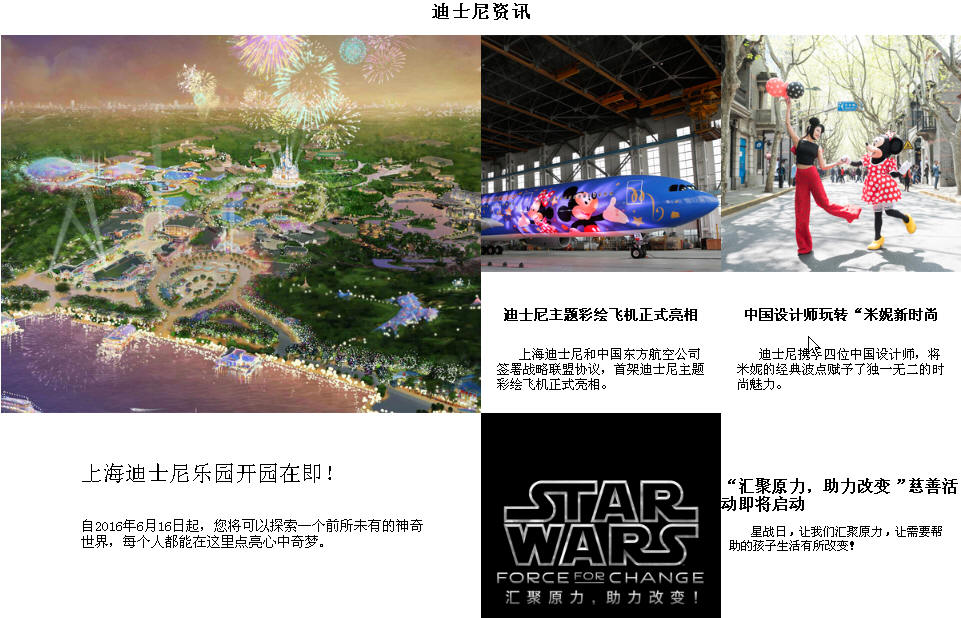 迪士尼资讯
迪士尼主题彩绘飞机正式亮相
上海迪士尼和中国东方航空公司
签署战略联盟协议，首架迪士尼主题
彩绘飞机正式亮相。
中国设计师玩转“米妮新时尚
迪士尼携手四位中国设计师，将
米妮的经典波点赋予了独一无二的时
尚魅力。
上海迪士尼乐园开园在即！
自2016年6月16日起，您将可以探索一个前所未有的神奇
世界，每个人都能在这里点亮心中奇梦。
STAR
WARS
FORCE FOR CHANGE
汇聚原力，助力改变！
“汇聚原力，助力改变 ”慈善活
动即将启动
星战日，让我们汇聚原力，让需要帮
助的孩子生活有所改变！